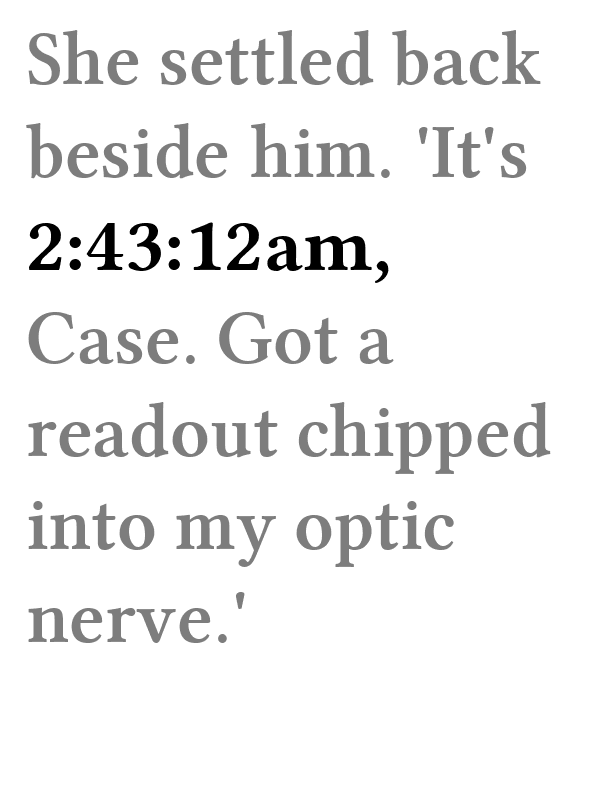 She settled back
beside him. 'It's
2:43:12am,
Case. Got a
readout chipped
into my optic
nerve.'